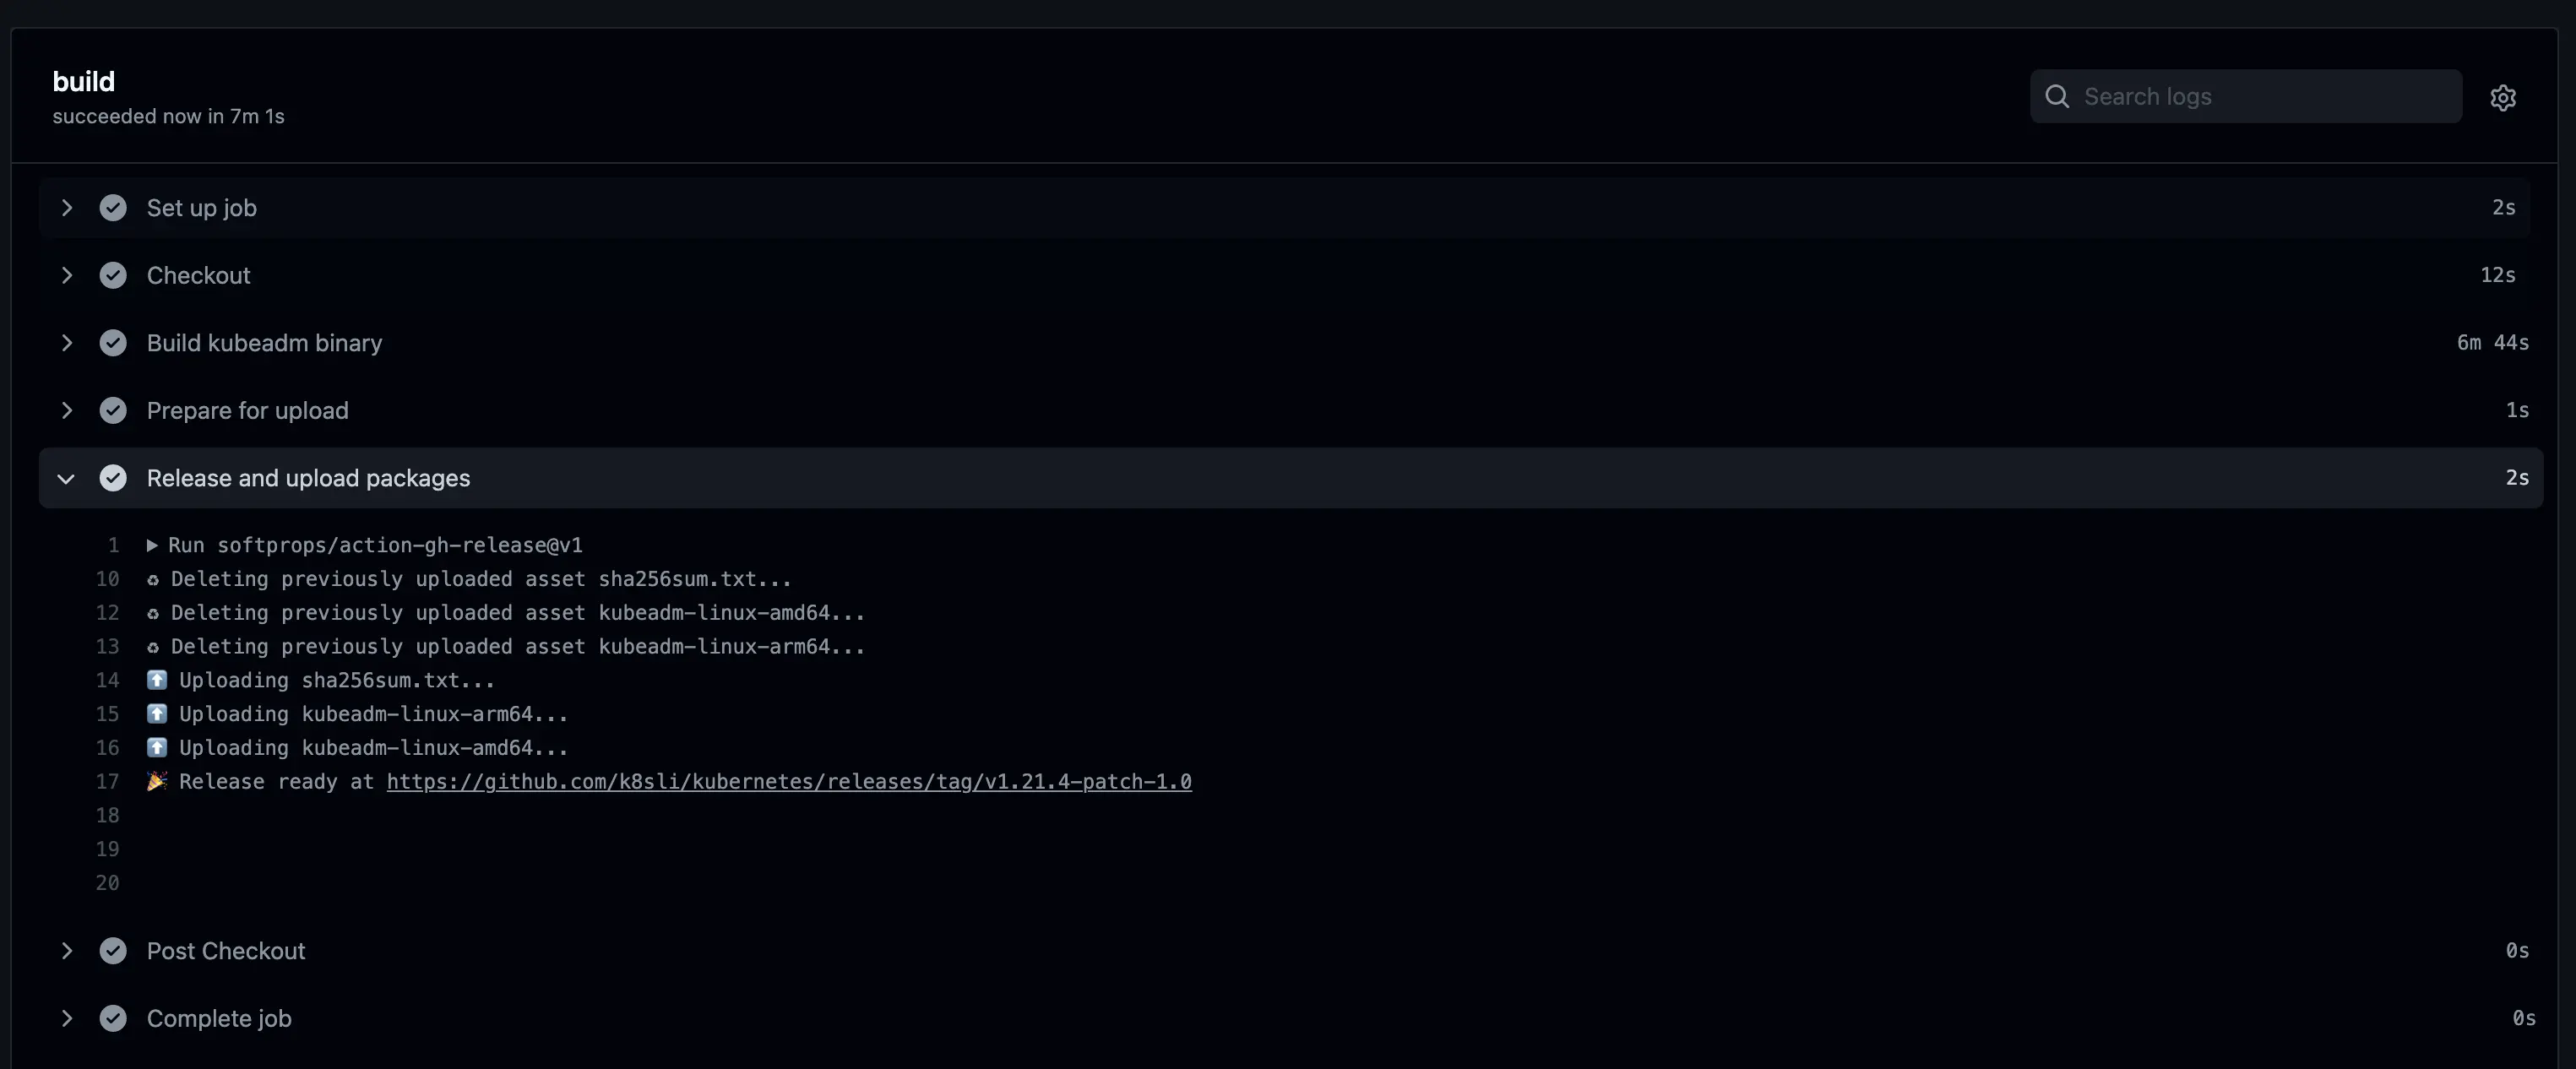 build
succeeded now in 7m 1s
Search logs
Set up job 2s
Checkout 12s
Build kubeadm binary 6m 44s
Prepare for upload 1s
Release and upload packages 2s
1 ▶ Run softprops/action-gh-release@v1
10 ♻ Deleting previously uploaded asset sha256sum.txt...
12 ♻ Deleting previously uploaded asset kubeadm-linux-amd64...
13 ♻ Deleting previously uploaded asset kubeadm-linux-arm64...
14 ⬆️ Uploading sha256sum.txt...
15 ⬆️ Uploading kubeadm-linux-arm64...
16 ⬆️ Uploading kubeadm-linux-amd64...
17 🎉 Release ready at https://github.com/k8sli/kubernetes/releases/tag/v1.21.4-patch-1.0
18
19
20
Post Checkout 0s
Complete job 0s